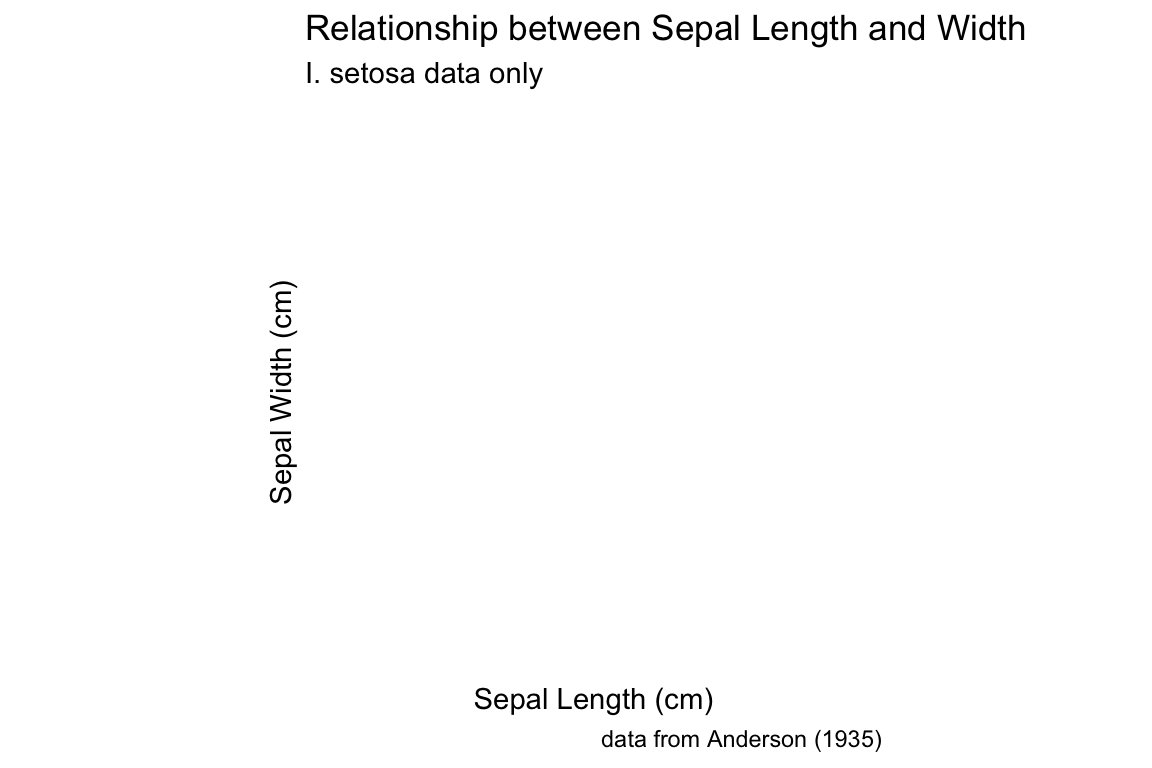 Relationship between Sepal Length and Width
I. setosa data only
Sepal Width (cm)
Sepal Length (cm)
data from Anderson (1935)